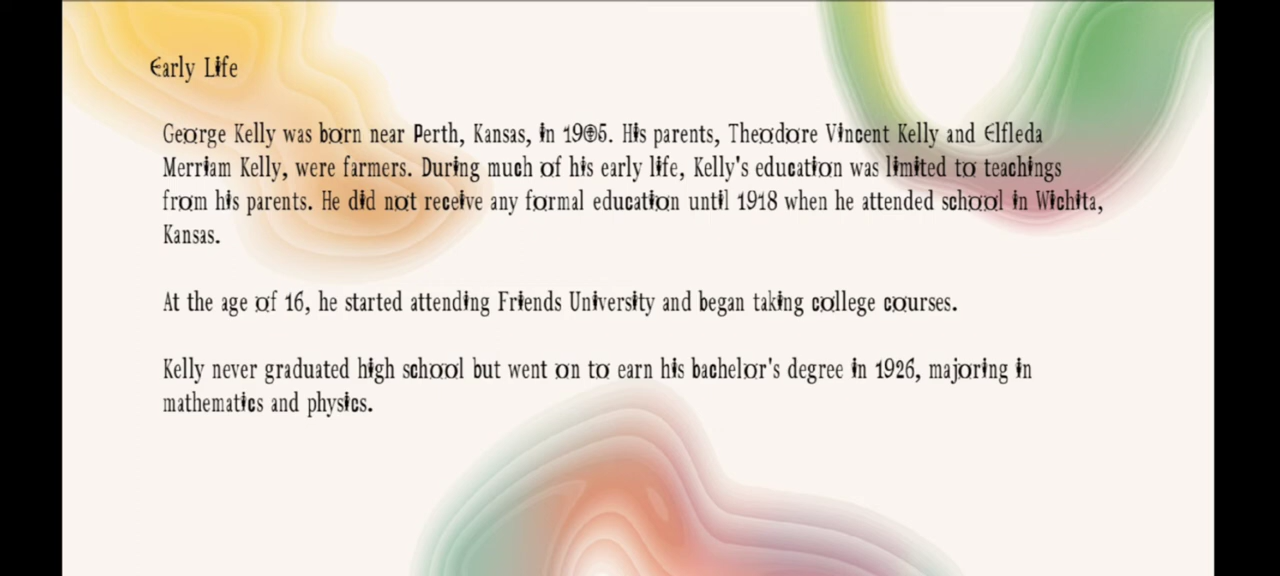 Early Life
George Kelly was born near Perth, Kansas, in 1905. His parents, Theodore Vincent Kelly and Elfleda
Merriam Kelly, were farmers. During much of his early life, Kelly's education was limited to teachings
from his parents. He did not receive any formal education until 1918 when he attended school in Wichita,
Kansas.
At the age of 16, he started attending Friends University and began taking college courses.
Kelly never graduated high school but went on to earn his bachelor's degree in 1926, majoring in
mathematics and physics.